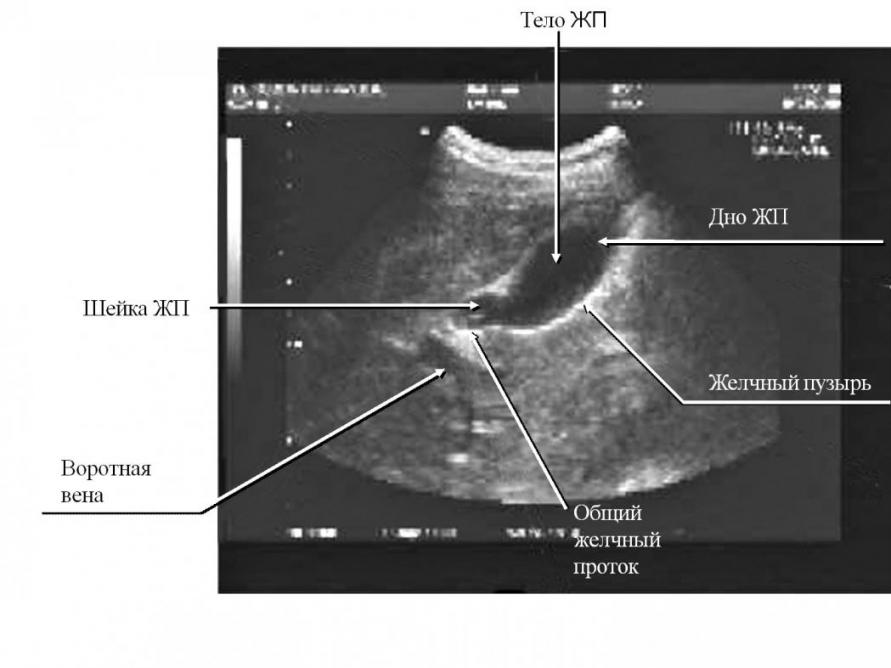 Тело ЖП
Дно ЖП
Шейка ЖП
Желчный пузырь
Воротная
вена
Общий
желчный
проток